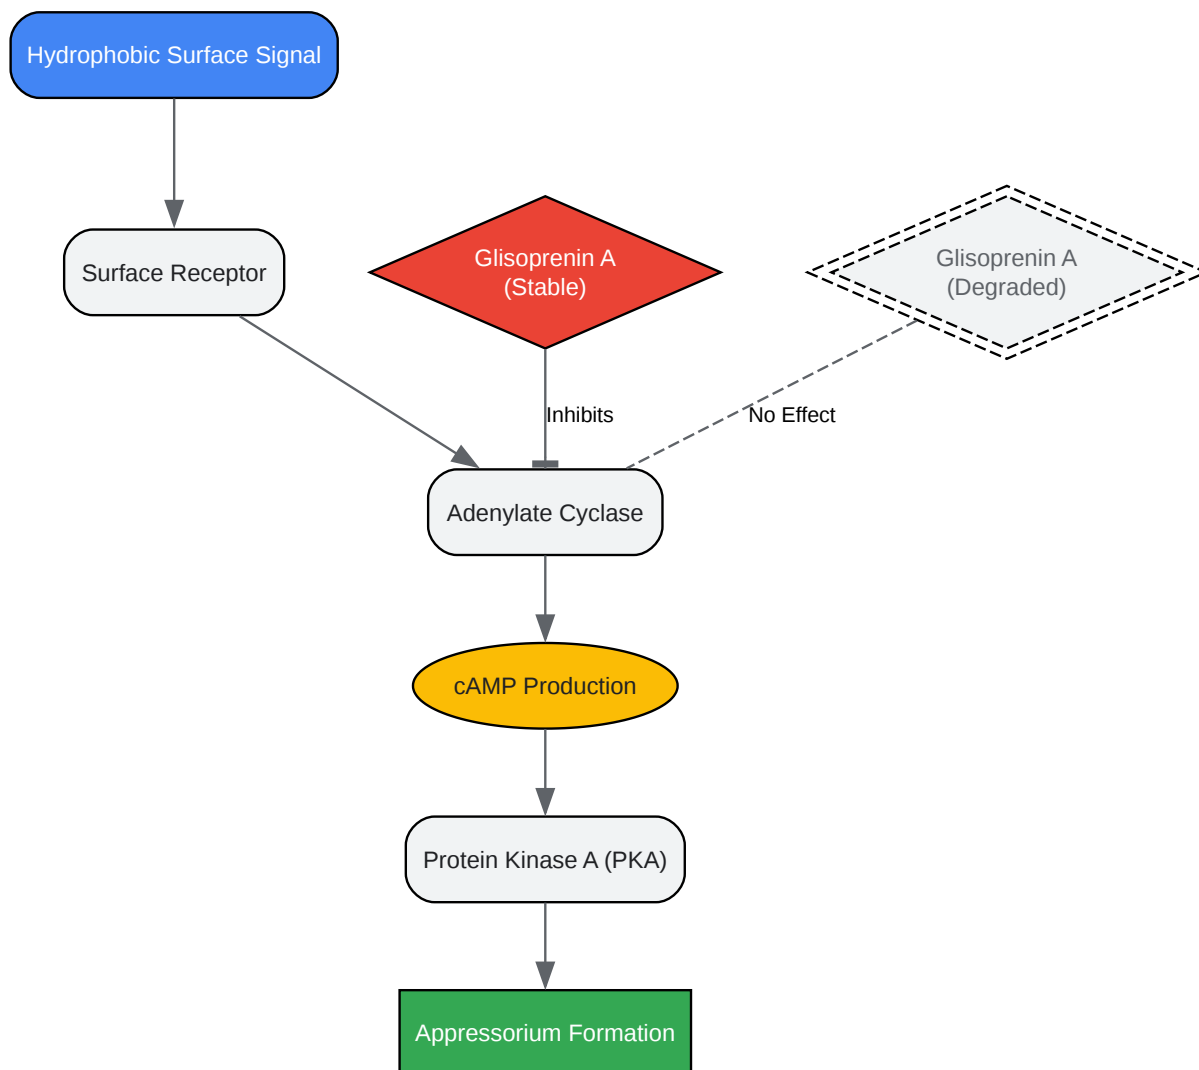 Hydrophobic Surface Signal
Surface Receptor
Glisoprenin A
(Stable)
Glisoprenin A
(Degraded)
Inhibits
No Effect
Adenylate Cyclase
cAMP Production
Protein Kinase A (PKA)
Appressorium Formation